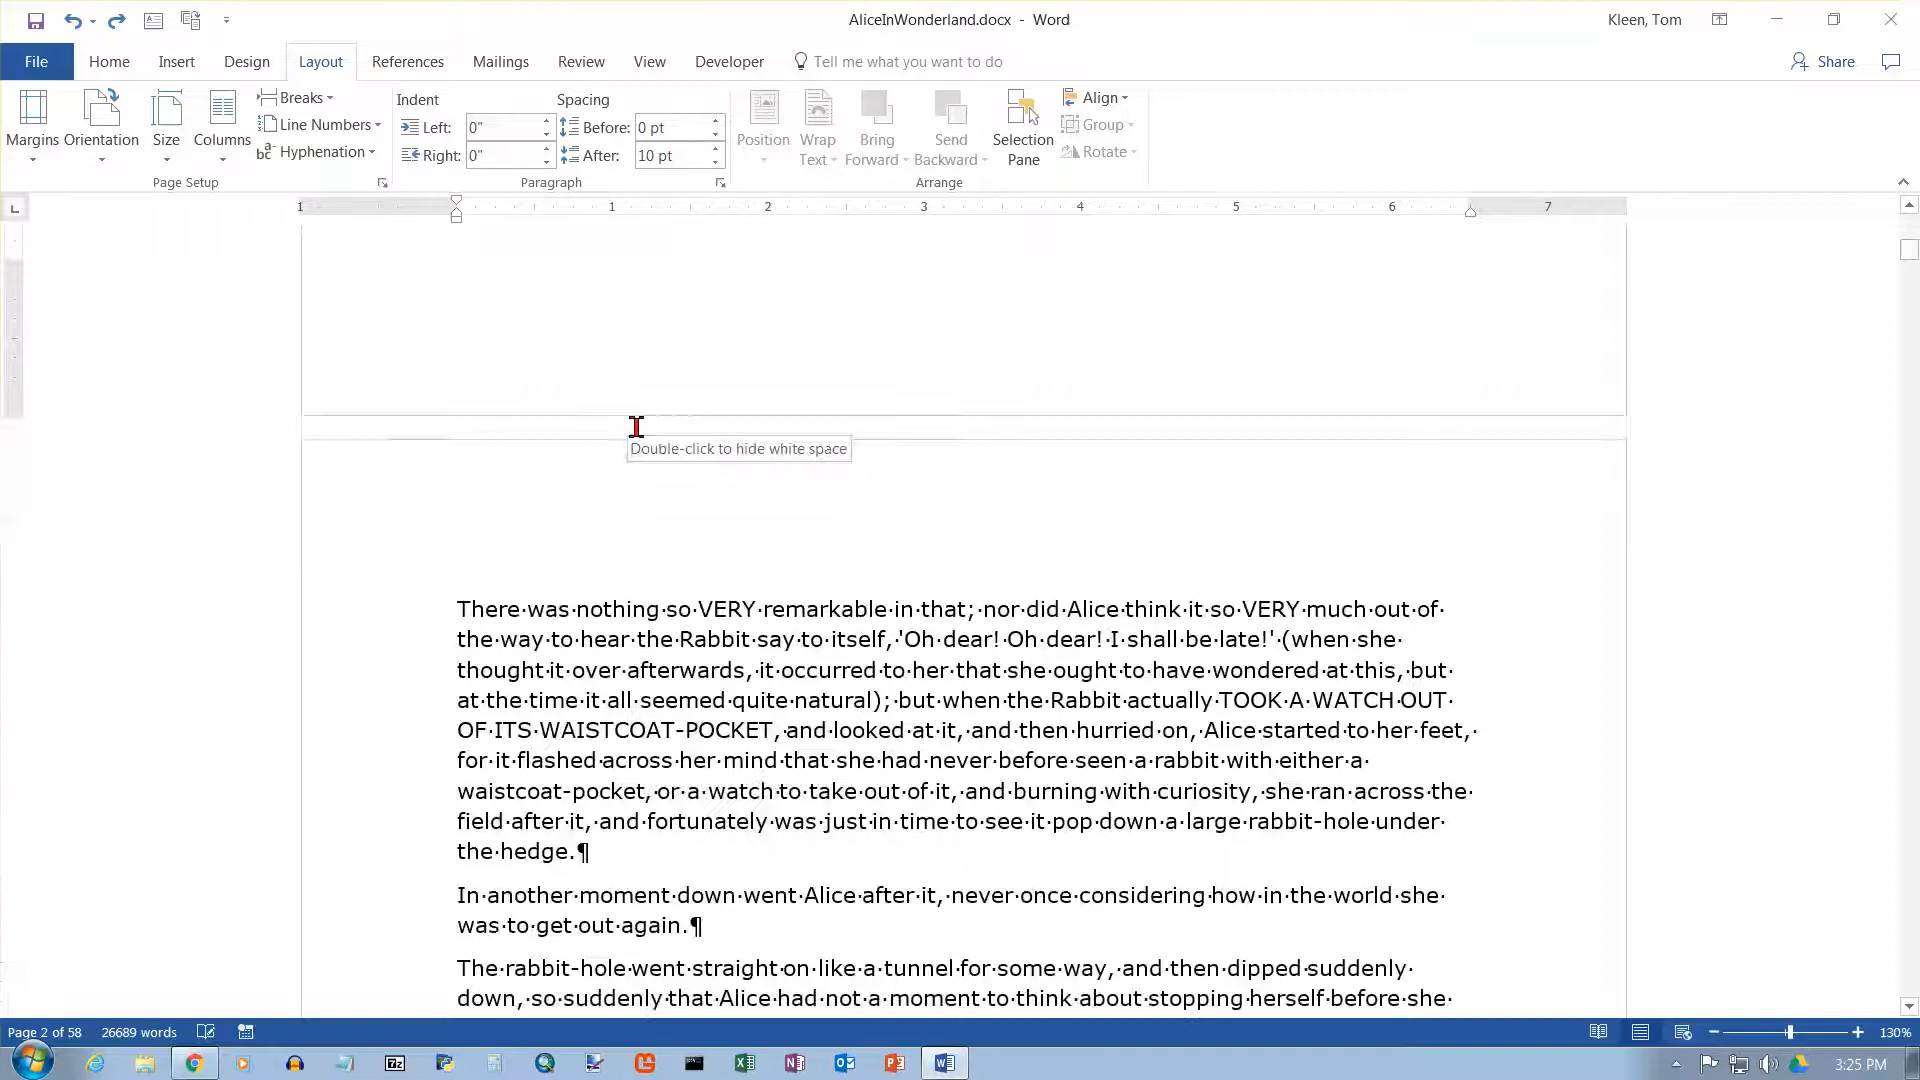 AliceInWonderland.docx - Word
Kleen, Tom
File Home Insert Design Layout References Mailings Review View Developer Tell me what you want to do Share
Margins
Orientation
Size
Columns
Breaks
Line Numbers
Hyphenation
Page Setup
Indent
Left: 0"
Right: 0"
Spacing
Before: 0 pt
After: 10 pt
Paragraph
Position
Wrap
Text
Bring
Forward
Send
Backward
Selection
Pane
Align
Group
Rotate
Arrange
1 1 2 3 4 5 6 7
Double-click to hide white space
There·was·nothing·so·VERY·remarkable·in·that;·nor·did·Alice·think·it·so·VERY·much·out·of·
the·way·to·hear·the·Rabbit·say·to·itself,·'Oh·dear!·Oh·dear!·I·shall·be·late!'·(when·she·
thought·it·over·afterwards,·it·occurred·to·her·that·she·ought·to·have·wondered·at·this,·but·
at·the·time·it·all·seemed·quite·natural);·but·when·the·Rabbit·actually·TOOK·A·WATCH·OUT·
OF·ITS·WAISTCOAT-POCKET,·and·looked·at·it,·and·then·hurried·on,·Alice·started·to·her·feet,·
for·it·flashed·across·her·mind·that·she·had·never·before·seen·a·rabbit·with·either·a·
waistcoat-pocket,·or·a·watch·to·take·out·of·it,·and·burning·with·curiosity,·she·ran·across·the·
field·after·it,·and·fortunately·was·just·in·time·to·see·it·pop·down·a·large·rabbit-hole·under·
the·hedge.¶
In·another·moment·down·went·Alice·after·it,·never·once·considering·how·in·the·world·she·
was·to·get·out·again.¶
The·rabbit-hole·went·straight·on·like·a·tunnel·for·some·way,·and·then·dipped·suddenly·
down,·so·suddenly·that·Alice·had·not·a·moment·to·think·about·stopping·herself·before·she·
Page 2 of 58 26689 words 130%
3:25 PM